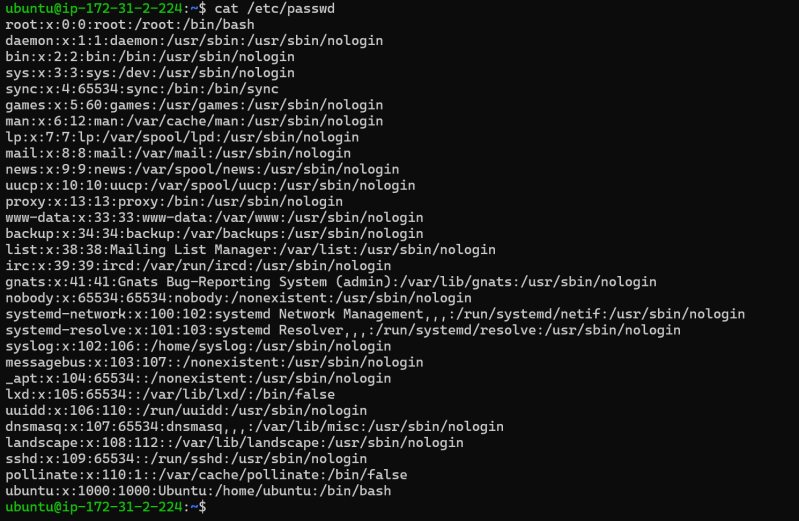 ubuntu@ip-172-31-2-224:~$ cat /etc/passwd
root:x:0:0:root:/root:/bin/bash
daemon:x:1:1:daemon:/usr/sbin:/usr/sbin/nologin
bin:x:2:2:bin:/bin:/usr/sbin/nologin
sys:x:3:3:sys:/dev:/usr/sbin/nologin
sync:x:4:65534:sync:/bin:/bin/sync
games:x:5:60:games:/usr/games:/usr/sbin/nologin
man:x:6:12:man:/var/cache/man:/usr/sbin/nologin
lp:x:7:7:lp:/var/spool/lpd:/usr/sbin/nologin
mail:x:8:8:mail:/var/mail:/usr/sbin/nologin
news:x:9:9:news:/var/spool/news:/usr/sbin/nologin
uucp:x:10:10:uucp:/var/spool/uucp:/usr/sbin/nologin
proxy:x:13:13:proxy:/bin:/usr/sbin/nologin
www-data:x:33:33:www-data:/var/www:/usr/sbin/nologin
backup:x:34:34:backup:/var/backups:/usr/sbin/nologin
list:x:38:38:Mailing List Manager:/var/list:/usr/sbin/nologin
irc:x:39:39:ircd:/var/run/ircd:/usr/sbin/nologin
gnats:x:41:41:Gnats Bug-Reporting System (admin):/var/lib/gnats:/usr/sbin/nologin
nobody:x:65534:65534:nobody:/nonexistent:/usr/sbin/nologin
systemd-network:x:100:102:systemd Network Management,,,:/run/systemd/netif:/usr/sbin/nologin
systemd-resolve:x:101:103:systemd Resolver,,,:/run/systemd/resolve:/usr/sbin/nologin
syslog:x:102:106::/home/syslog:/usr/sbin/nologin
messagebus:x:103:107::/nonexistent:/usr/sbin/nologin
_apt:x:104:65534::/nonexistent:/usr/sbin/nologin
lxd:x:105:65534::/var/lib/lxd/:/bin/false
uuidd:x:106:110::/run/uuidd:/usr/sbin/nologin
dnsmasq:x:107:65534:dnsmasq,,,:/var/lib/misc:/usr/sbin/nologin
landscape:x:108:112::/var/lib/landscape:/usr/sbin/nologin
sshd:x:109:65534::/run/sshd:/usr/sbin/nologin
pollinate:x:110:1::/var/cache/pollinate:/bin/false
ubuntu:x:1000:1000:Ubuntu:/home/ubuntu:/bin/bash
ubuntu@ip-172-31-2-224:~$